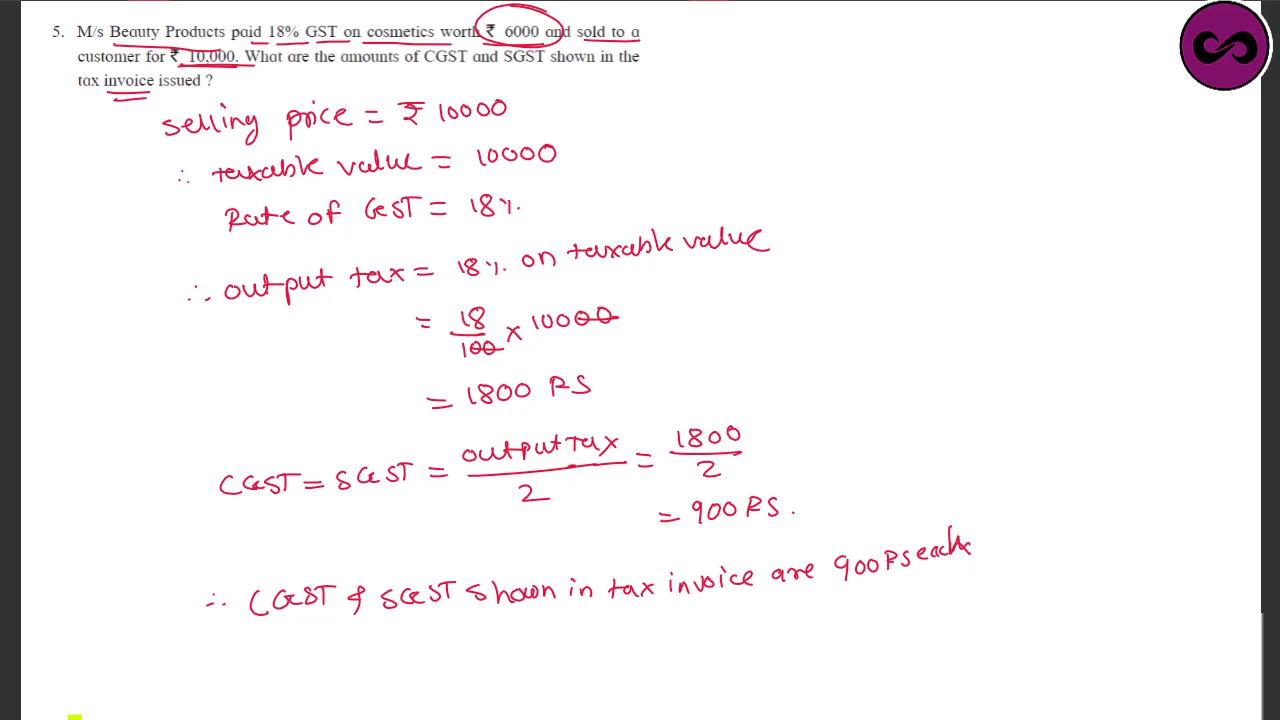 5. M/s Beauty Products paid 18% GST on cosmetics worth ₹ 6000 and sold to a
customer for ₹ 10,000. What are the amounts of CGST and SGST shown in the
tax invoice issued ?
selling price = ₹ 10000
∴ taxable value = 10000
Rate of GST = 18%
∴ output tax = 18% on taxable value
= 18/100 × 10000
= 1800 RS
CGST = SGST = output tax/2 = 1800/2
= 900 RS.
∴ CGST & SGST shown in tax invoice are 900 RS each